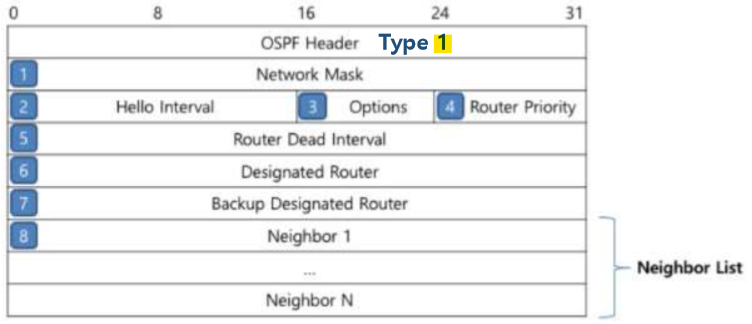 0 8 16 24 31
OSPF Header Type 1
1 Network Mask
2 Hello Interval 3 Options 4 Router Priority
5 Router Dead Interval
6 Designated Router
7 Backup Designated Router
8 Neighbor 1
...
Neighbor List
Neighbor N